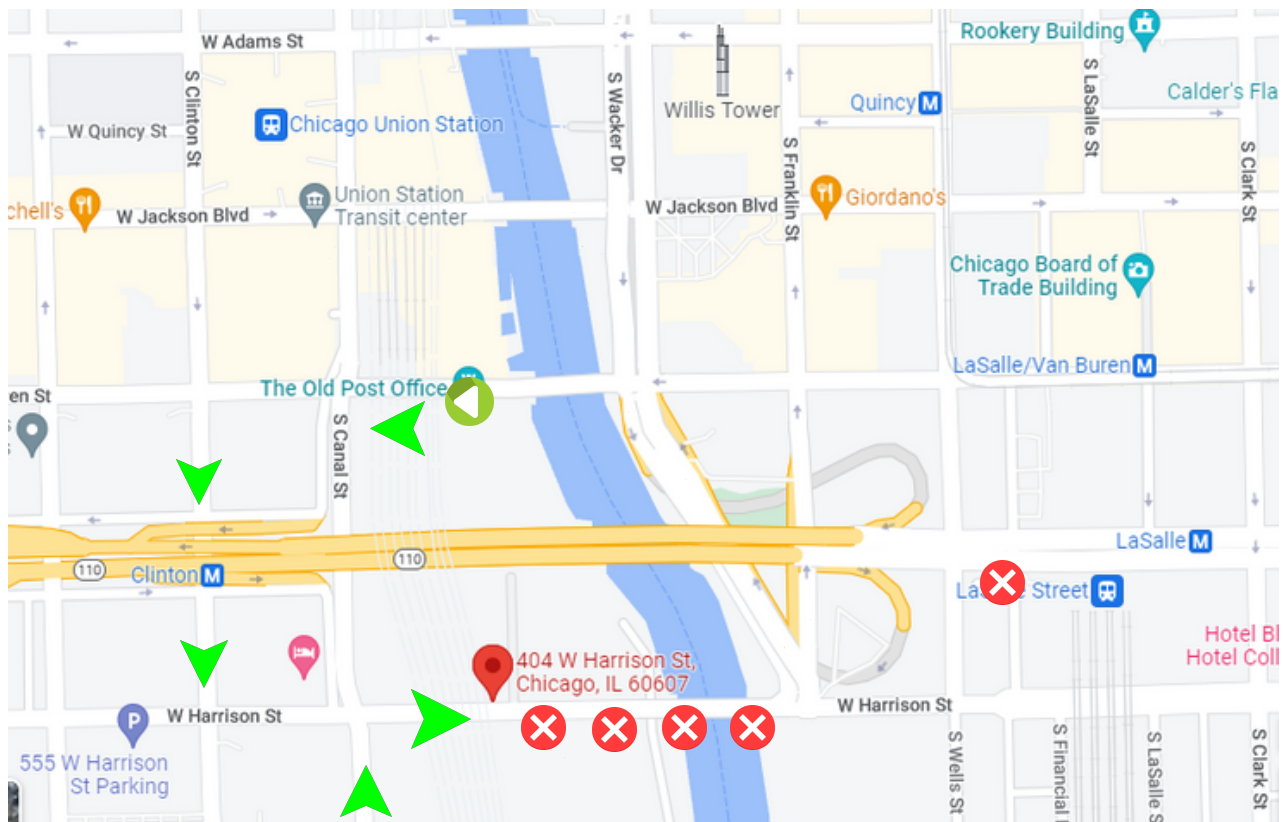 W Adams St
Rookery Building
S Clinton St
S Wacker Dr
S LaSalle St
Calder's Fla
Willis Tower
Quincy M
W Quincy St
Chicago Union Station
S Franklin St
S Clark St
chell's
W Jackson Blvd
Union Station
Transit center
W Jackson Blvd
Giordano's
Chicago Board of
Trade Building
LaSalle/Van Buren M
en St
The Old Post Office
S Canal St
110
110
Clinton M
LaSalle M
Street
404 W Harrison St,
Chicago, IL 60607
Hotel Bl
Hotel Coll
W Harrison St
W Harrison St
P
555 W Harrison
St Parking
S Wells St
S Financial
S LaSalle S
S Clark St